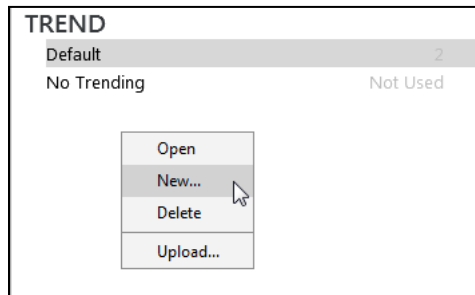 TREND
Default 2
No Trending Not Used
Open
New...
Delete
Upload...